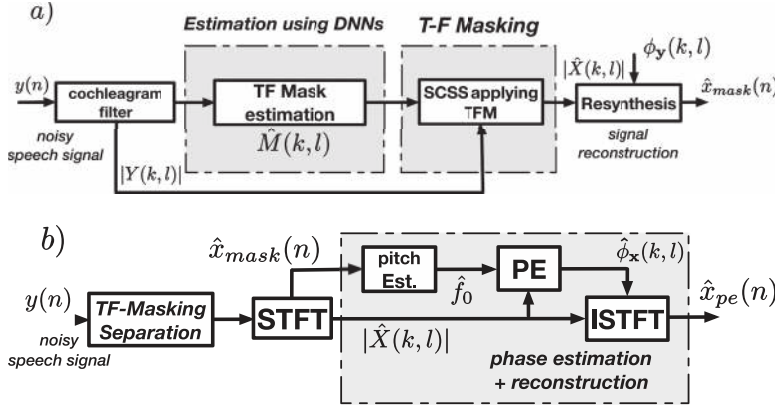 a)
Estimation using DNNs
T-F Masking
y(n)
cochleagram
filter
TF Mask
estimation
M̂(k,l)
SCSS applying
TFM
|X̂(k,l)|
ϕ_y(k,l)
Resynthesis
x̂_mask(n)
noisy
speech signal
|Y(k,l)|
signal
reconstruction
b)
y(n)
noisy
speech signal
TF-Masking
Separation
STFT
x̂_mask(n)
pitch
Est.
f̂_0
PE
ϕ̂_x(k,l)
|X̂(k,l)|
ISTFT
x̂_pe(n)
phase estimation
+ reconstruction